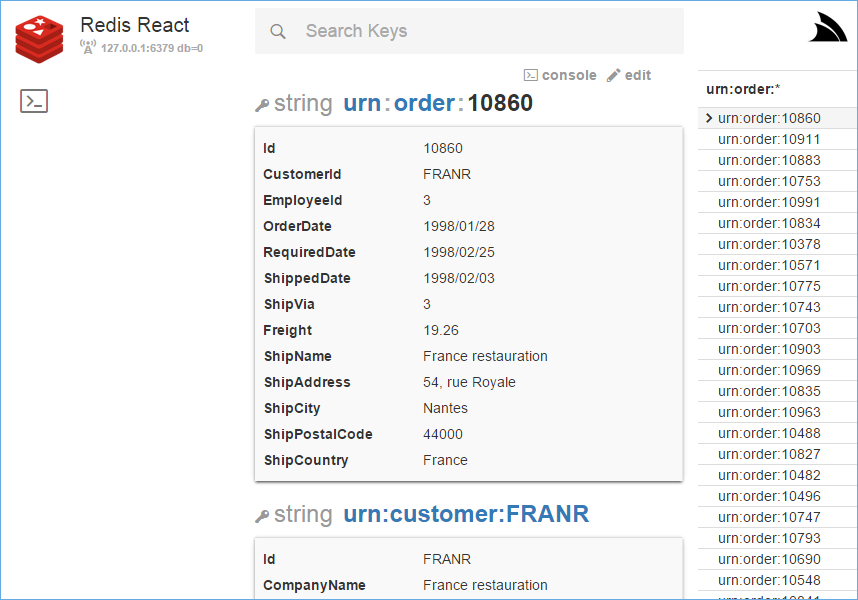 Redis React
127.0.0.1:6379 db=0
Search Keys
console edit
string urn:order:10860
Id 10860
CustomerId FRANR
EmployeeId 3
OrderDate 1998/01/28
RequiredDate 1998/02/25
ShippedDate 1998/02/03
ShipVia 3
Freight 19.26
ShipName France restauration
ShipAddress 54, rue Royale
ShipCity Nantes
ShipPostalCode 44000
ShipCountry France
string urn:customer:FRANR
Id FRANR
CompanyName France restauration
urn:order:*
urn:order:10860
urn:order:10911
urn:order:10883
urn:order:10753
urn:order:10991
urn:order:10834
urn:order:10378
urn:order:10571
urn:order:10775
urn:order:10743
urn:order:10703
urn:order:10903
urn:order:10969
urn:order:10835
urn:order:10963
urn:order:10488
urn:order:10827
urn:order:10482
urn:order:10496
urn:order:10747
urn:order:10793
urn:order:10690
urn:order:10548